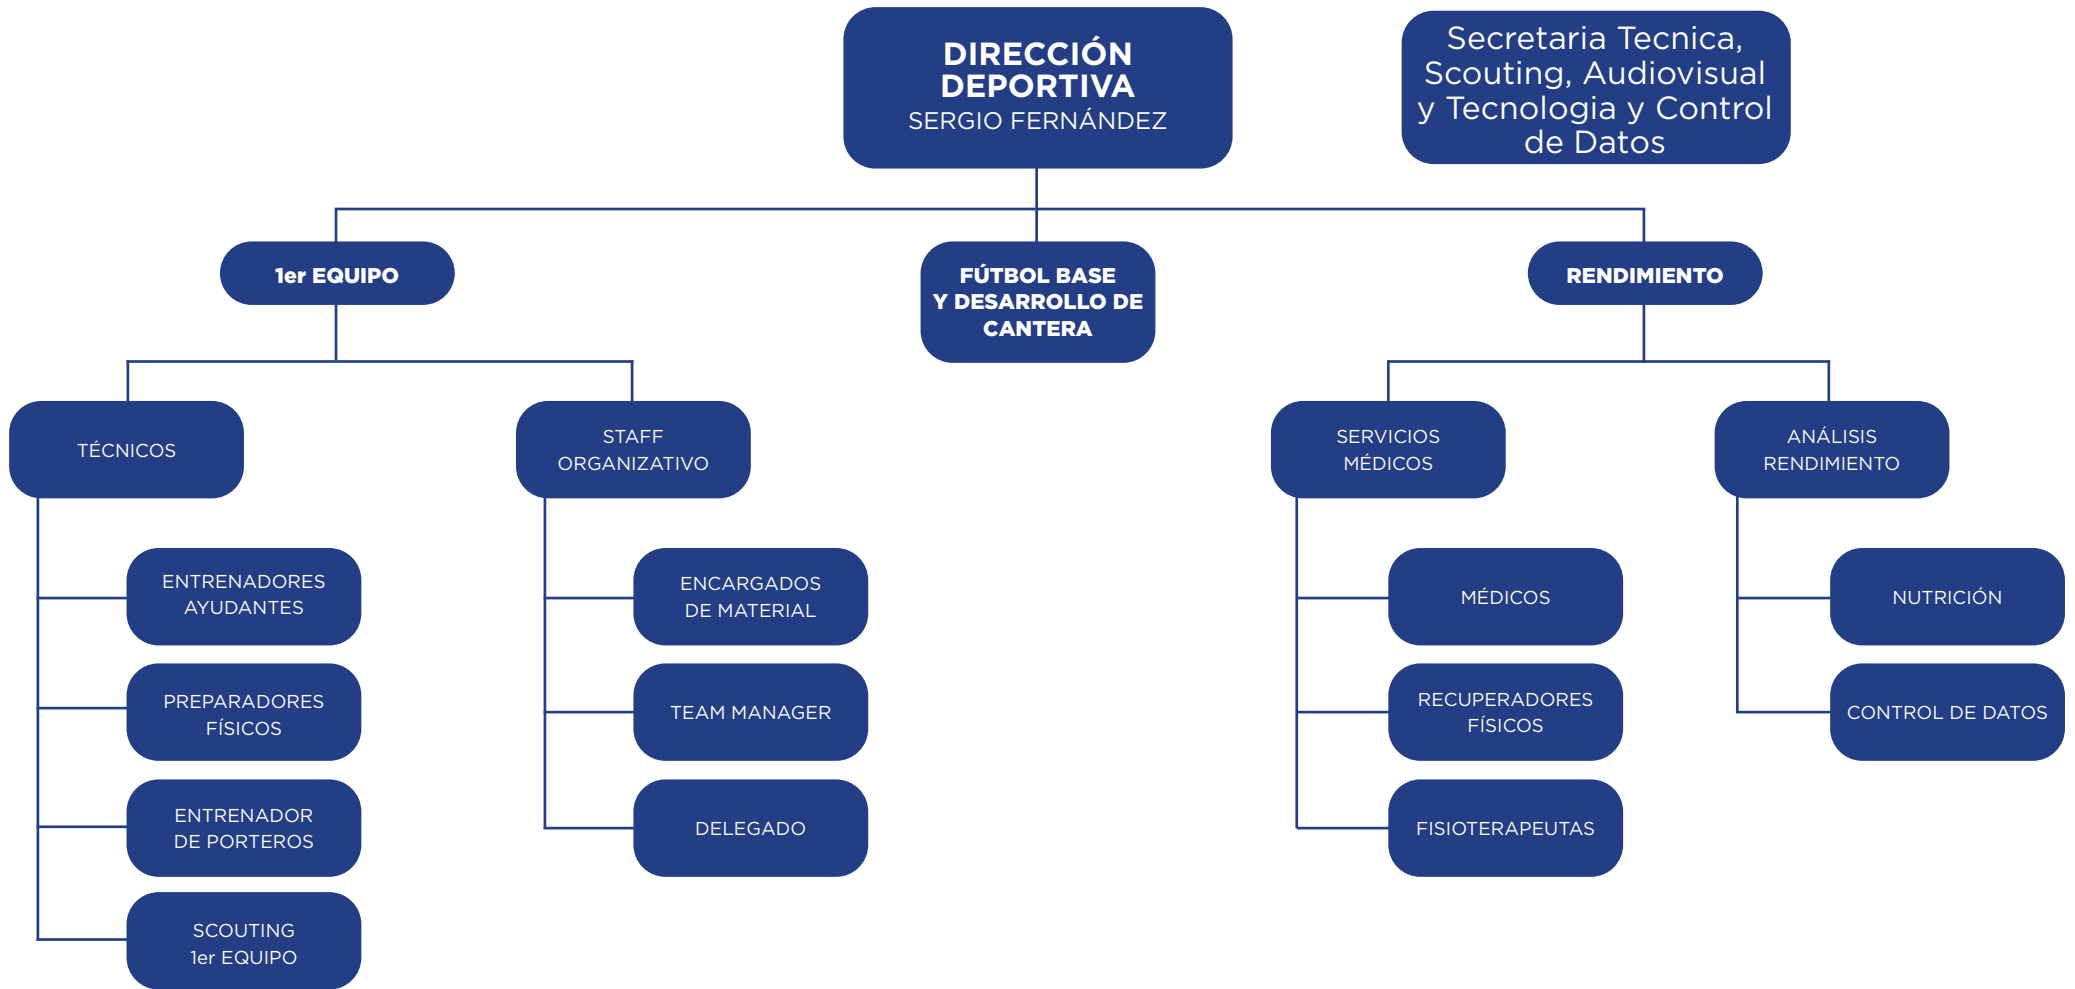 DIRECCIÓN
DEPORTIVA
SERGIO FERNÁNDEZ
Secretaria Tecnica,
Scouting, Audiovisual
y Tecnologia y Control
de Datos
1er EQUIPO
FÚTBOL BASE
Y DESARROLLO DE
CANTERA
RENDIMIENTO
TÉCNICOS
STAFF
ORGANIZATIVO
SERVICIOS
MÉDICOS
ANÁLISIS
RENDIMIENTO
ENTRENADORES
AYUDANTES
PREPARADORES
FÍSICOS
ENTRENADOR
DE PORTEROS
SCOUTING
1er EQUIPO
ENCARGADOS
DE MATERIAL
TEAM MANAGER
DELEGADO
MÉDICOS
RECUPERADORES
FÍSICOS
FISIOTERAPEUTAS
NUTRICIÓN
CONTROL DE DATOS